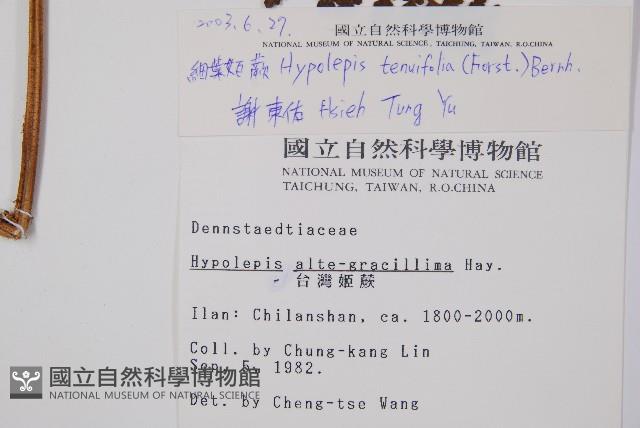 2003.6.27.
國立自然科學博物館
NATIONAL MUSEUM OF NATURAL SCIENCE, TAICHUNG, TAIWAN, R.O.CHINA
細葉姬蕨 Hypolepis tenuifolia (Forst.) Bernh.
謝東佑 Hsieh Tung Yu
國立自然科學博物館
NATIONAL MUSEUM OF NATURAL SCIENCE
TAICHUNG, TAIWAN, R.O.CHINA
Dennstaedtiaceae
Hypolepis alte-gracillima Hay.
台灣姬蕨
Ilan: Chilanshan, ca. 1800-2000m.
Coll. by Chung-kang Lin
Sep. 5, 1982.
Det. by Cheng-tse Wang
國立自然科學博物館
NATIONAL MUSEUM OF NATURAL SCIENCE